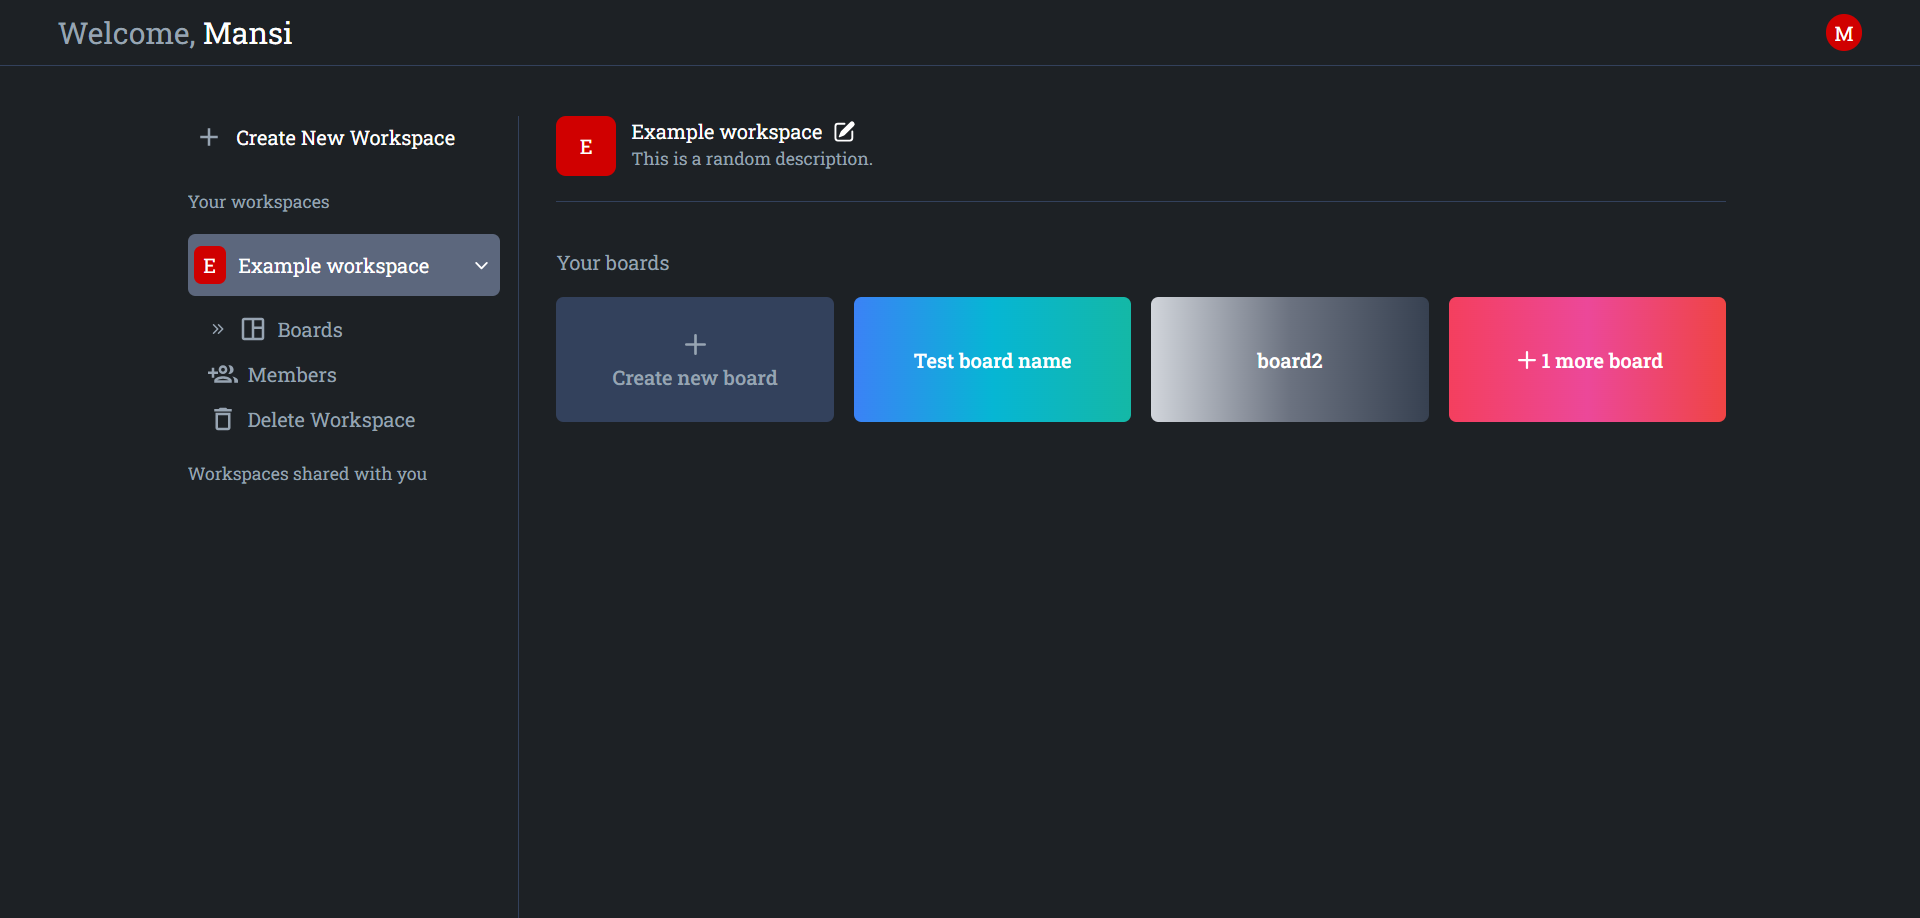 Welcome, Mansi
M
Create New Workspace
Your workspaces
E Example workspace
Boards
Members
Delete Workspace
Workspaces shared with you
E
Example workspace
This is a random description.
Your boards
Create new board
Test board name
board2
+ 1 more board